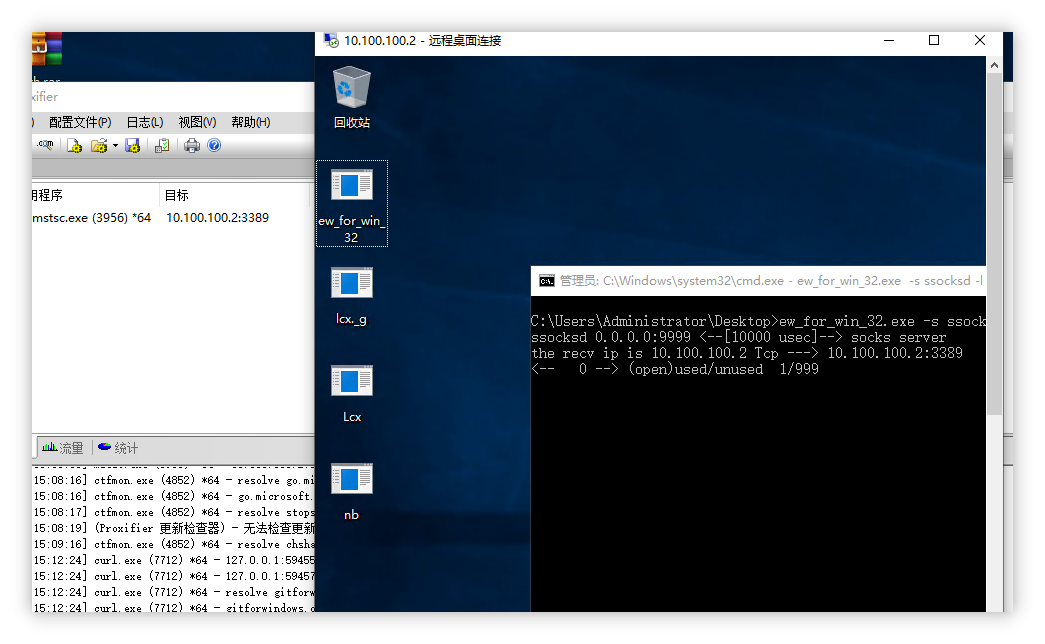 10.100.100.2 - 远程桌面连接
xifier
配置文件(P) 日志(L) 视图(V) 帮助(H)
.com
用程序 目标
mstsc.exe (3956) *64 10.100.100.2:3389
流量 统计
15:08:16] ctfmon.exe (4852) *64 - resolve go.mi
15:08:16] ctfmon.exe (4852) *64 - go.microsoft.
15:08:17] ctfmon.exe (4852) *64 - resolve stops
15:08:19] (Proxifier 更新检查器) - 无法检查更新
15:09:16] ctfmon.exe (4852) *64 - resolve chsha
15:12:24] curl.exe (7712) *64 - 127.0.0.1:59455
15:12:24] curl.exe (7712) *64 - 127.0.0.1:59457
15:12:24] curl.exe (7712) *64 - resolve gitforw
15:12:24] curl.exe (7712) *64 - gitforwindows.o
回收站
ew_for_win_
32
lcx._g
Lcx
nb
管理员: C:\Windows\system32\cmd.exe - ew_for_win_32.exe -s ssocksd -l
C:\Users\Administrator\Desktop>ew_for_win_32.exe -s ssock
ssocksd 0.0.0.0:9999 <--[10000 usec]--> socks server
the recv ip is 10.100.100.2 Tcp ---> 10.100.100.2:3389
<-- 0 --> (open)used/unused 1/999